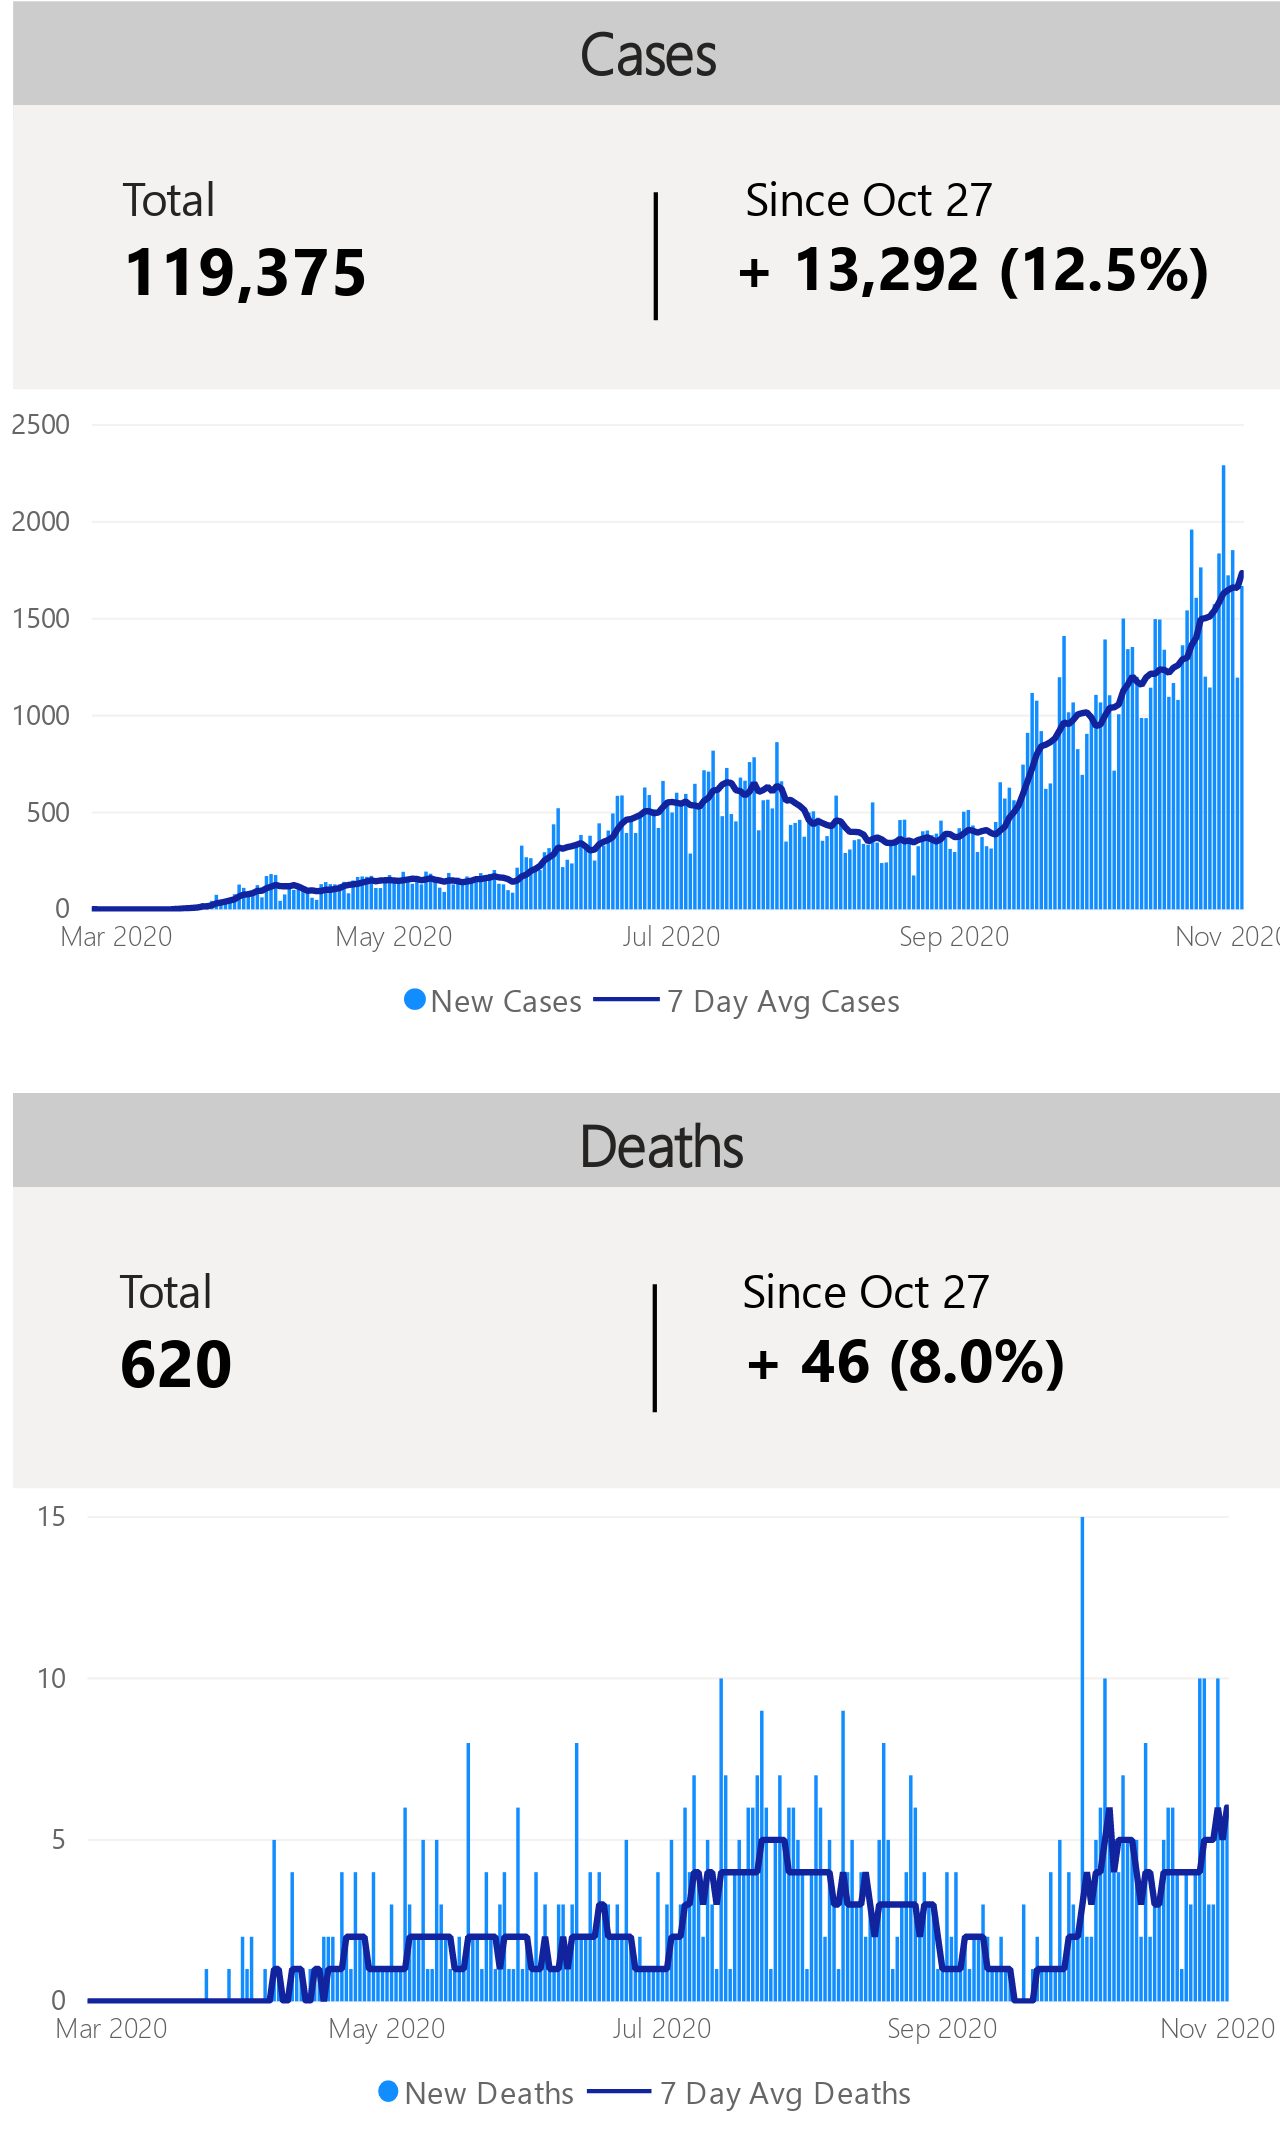 Cases
Total
Since Oct 27
119,375
+ 13,292 (12.5%)
2500
2000
1500
1000
500
0
Mar 2020 May 2020 Jul 2020 Sep 2020 Nov 2020
New Cases 7 Day Avg Cases
Deaths
Total
Since Oct 27
620
+ 46 (8.0%)
15
10
5
0
Mar 2020 May 2020 Jul 2020 Sep 2020 Nov 2020
New Deaths 7 Day Avg Deaths